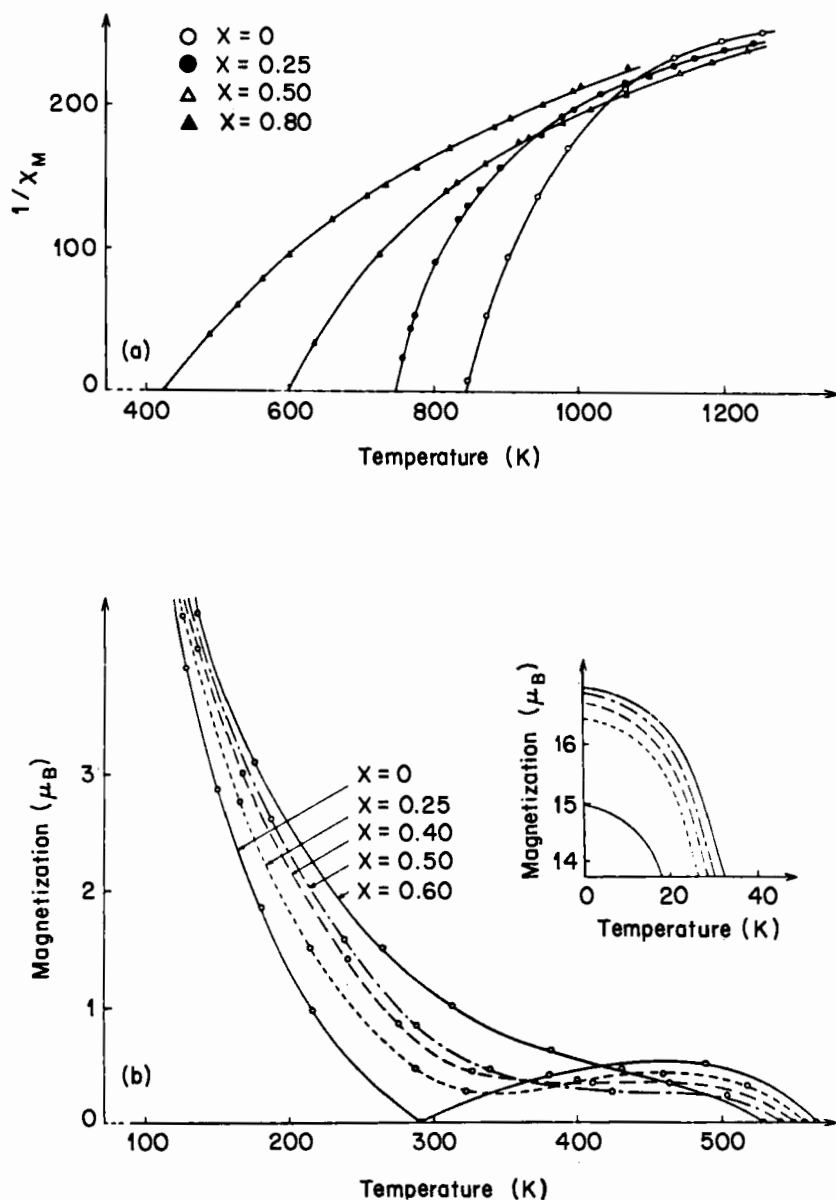 ○ X = 0
● X = 0.25
△ X = 0.50
▲ X = 0.80
1/χM
200
100
0
(a)
400 600 800 1000 1200
Temperature (K)
Magnetization (μB)
3
2
1
0
(b)
X = 0
X = 0.25
X = 0.40
X = 0.50
X = 0.60
100 200 300 400 500
Temperature (K)
Magnetization (μB)
16
15
14
0 20 40
Temperature (K)